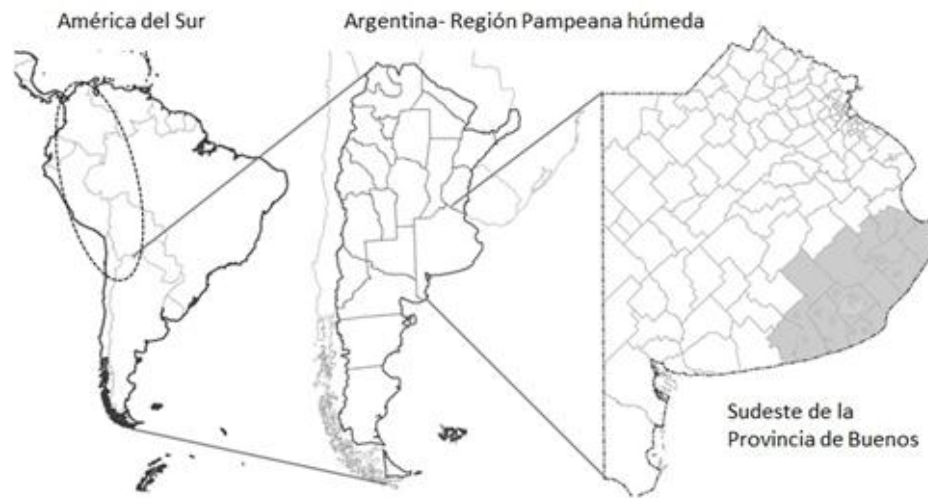 América del Sur
Argentina- Región Pampeana húmeda
Sudeste de la
Provincia de Buenos